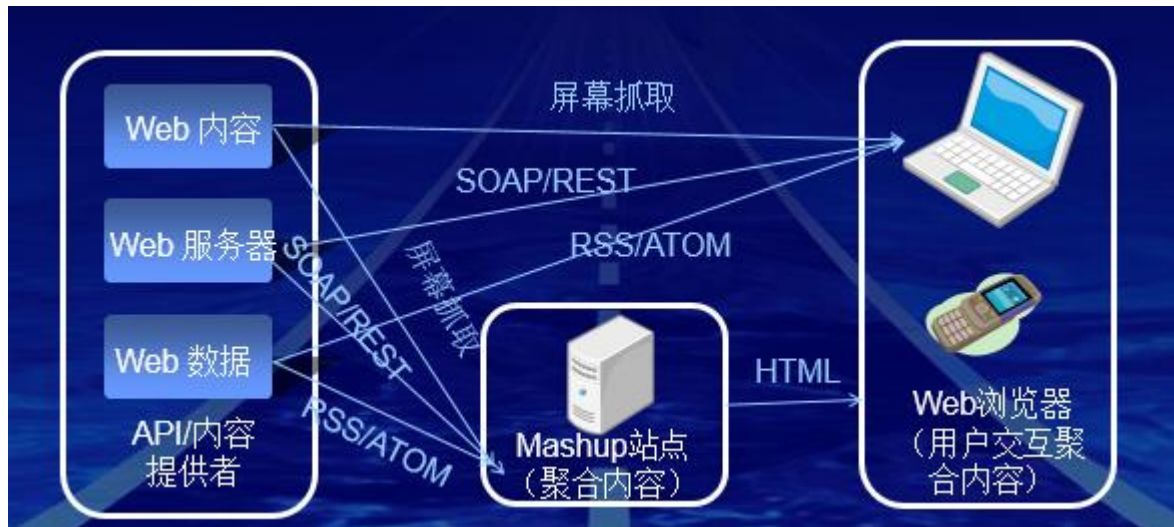 Web 内容
Web 服务器
Web 数据
API/内容
提供者
屏幕抓取
SOAP/REST
RSS/ATOM
SOAP/REST
屏幕抓取
RSS/ATOM
Mashup站点
（聚合内容）
HTML
Web浏览器
（用户交互聚
合内容）